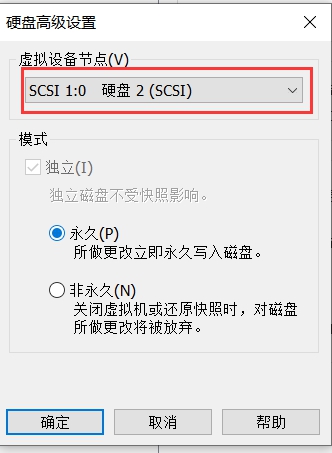 硬盘高级设置
虚拟设备节点(V)
SCSI 1:0 硬盘 2 (SCSI)
模式
独立(I)
独立磁盘不受快照影响。
永久(P)
所做更改立即永久写入磁盘。
非永久(N)
关闭虚拟机或还原快照时，对磁盘
所做更改将被放弃。
确定
取消
帮助